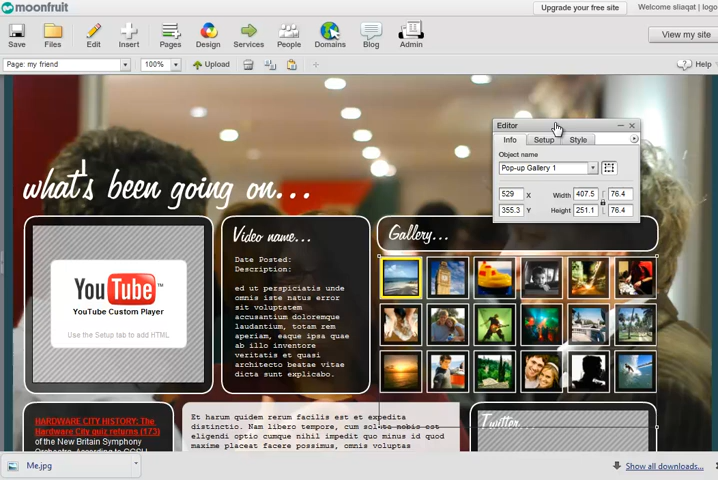 moonfruit
Upgrade your free site
Welcome sliaqat | logo
Save
Files
Edit
Insert
Pages
Design
Services
People
Domains
Blog
Admin
View my site
Page: my friend
100%
Upload
Help
Editor
Info
Setup
Style
Object name
Pop-up Gallery 1
529 X Width 407.5 76.4
355.3 Y Height 251.1 76.4
what's been going on...
YouTube™
YouTube Custom Player
Use the Setup tab to add HTML
Video name...
Date Posted:
Description:
ed ut perspiciatis unde
omnis iste natus error
sit voluptatem
accusantium doloremque
laudantium, totam rem
aperiam, eaque ipsa quae
ab illo inventore
veritatis et quasi
architecto beatae vitae
dicta sunt explicabo.
Gallery...
HARDWARE CITY HISTORY: The
Hardware City quiz returns (173)
of the New Britain Symphony
Et harum quidem rerum facilis est et expedita
distinctio. Nam libero tempore, cum soluta nobis est
eligendi optio cumque nihil impedit quo minus id quod
maxime placeat facere possimus, omnis voluptas
Twitter...
Me.jpg
Show all downloads...